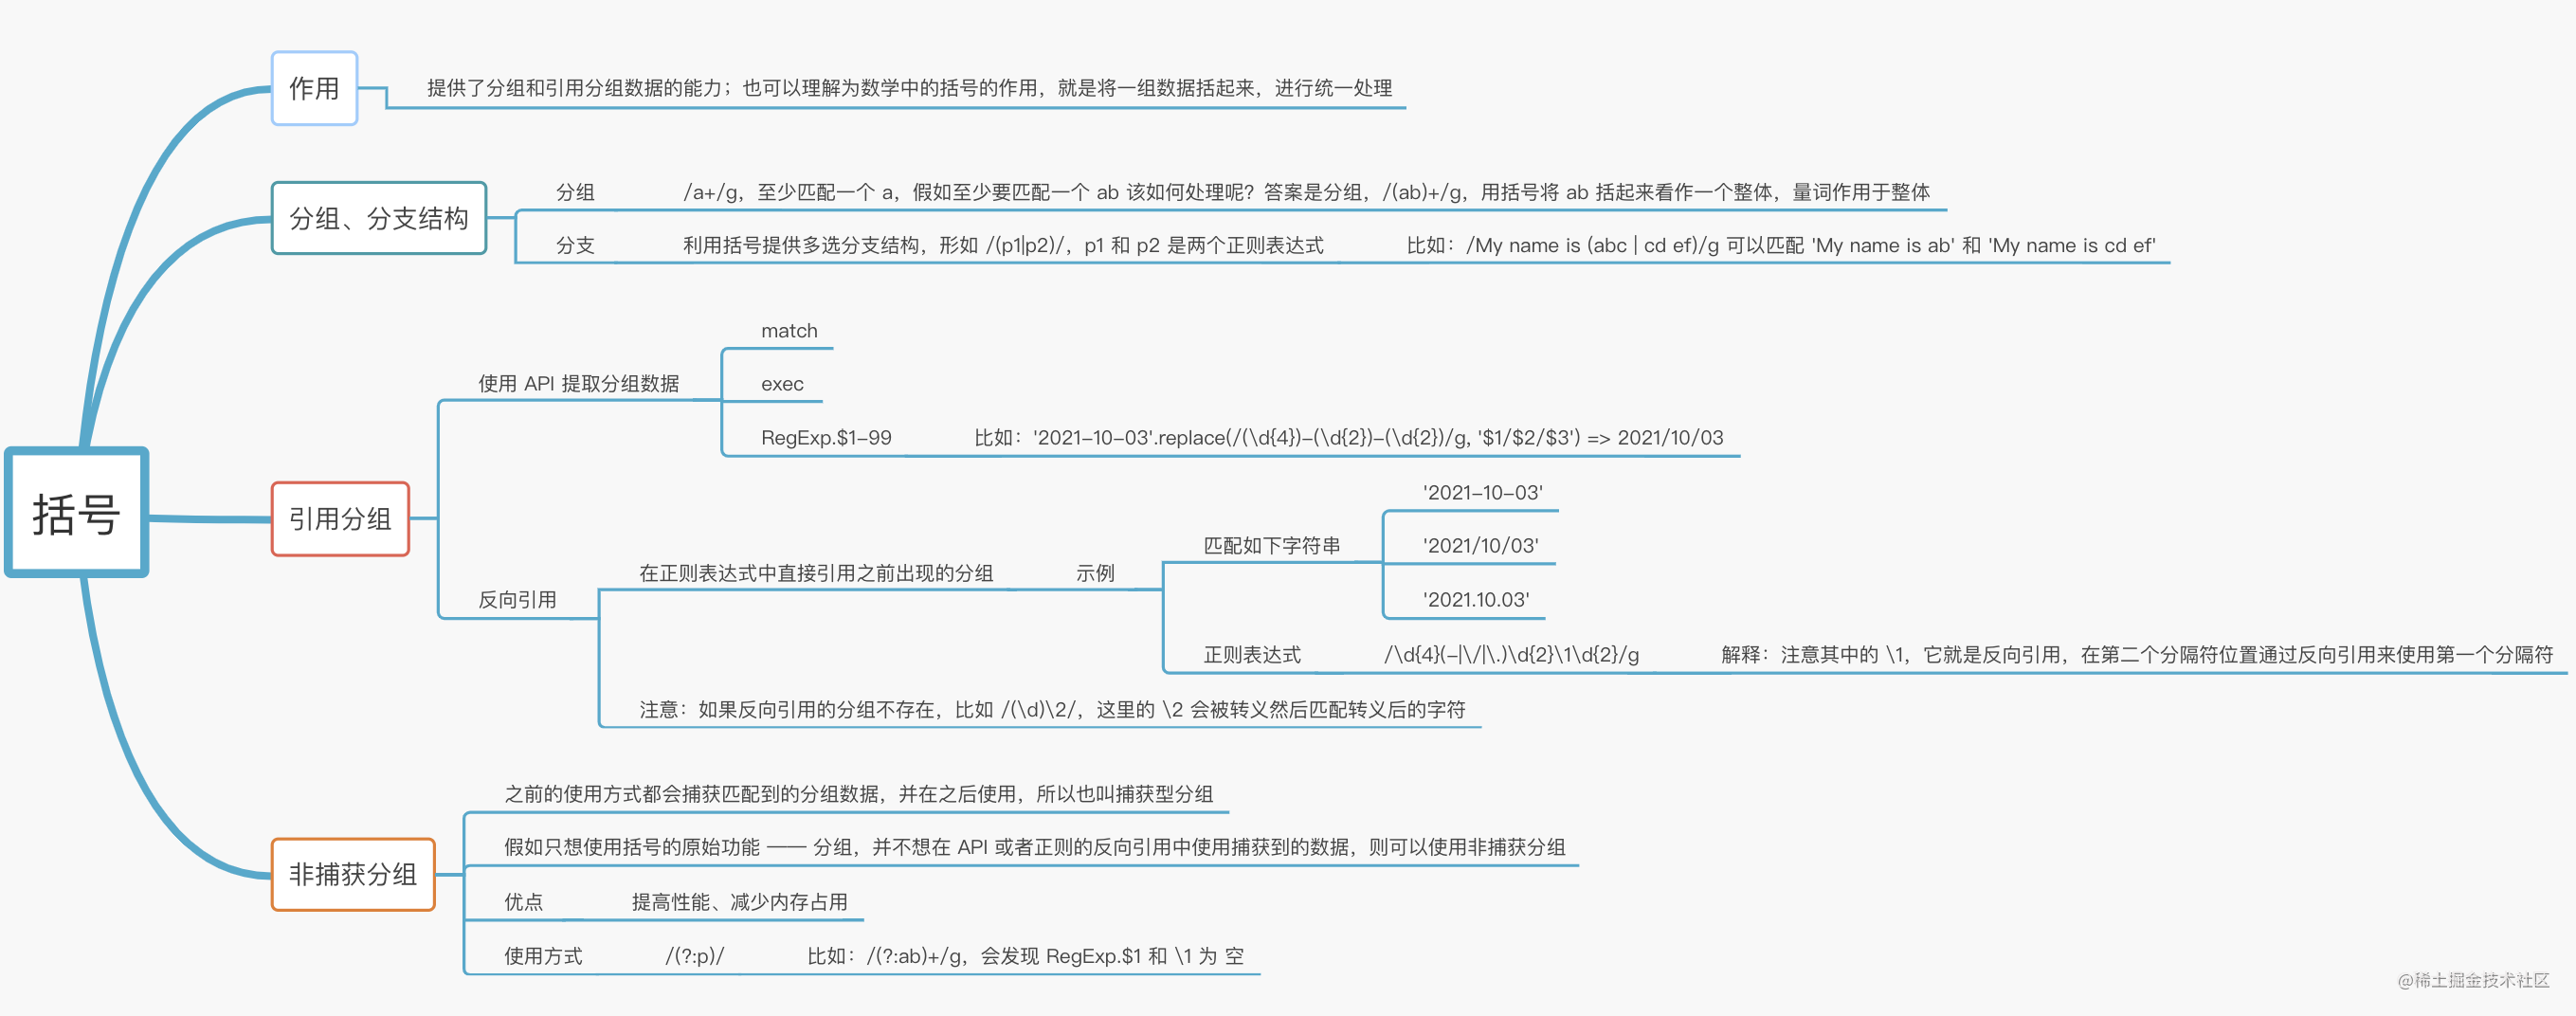 括号
作用
提供了分组和引用分组数据的能力；也可以理解为数学中的括号的作用，就是将一组数据括起来，进行统一处理
分组、分支结构
分组
/a+/g，至少匹配一个 a，假如至少要匹配一个 ab 该如何处理呢？答案是分组，/(ab)+/g，用括号将 ab 括起来看作一个整体，量词作用于整体
分支
利用括号提供多选分支结构，形如 /(p1|p2)/，p1 和 p2 是两个正则表达式
比如：/My name is (abc | cd ef)/g 可以匹配 'My name is ab' 和 'My name is cd ef'
引用分组
使用 API 提取分组数据
match
exec
RegExp.$1-99
比如：'2021-10-03'.replace(/(\d{4})-(\d{2})-(\d{2})/g, '$1/$2/$3') => 2021/10/03
反向引用
在正则表达式中直接引用之前出现的分组
示例
匹配如下字符串
'2021-10-03'
'2021/10/03'
'2021.10.03'
正则表达式
/\d{4}(-|\/|\.)\d{2}\1\d{2}/g
解释：注意其中的 \1，它就是反向引用，在第二个分隔符位置通过反向引用来使用第一个分隔符
注意：如果反向引用的分组不存在，比如 /(\d)\2/，这里的 \2 会被转义然后匹配转义后的字符
非捕获分组
之前的使用方式都会捕获匹配到的分组数据，并在之后使用，所以也叫捕获型分组
假如只想使用括号的原始功能 —— 分组，并不想在 API 或者正则的反向引用中使用捕获到的数据，则可以使用非捕获分组
优点
提高性能、减少内存占用
使用方式
/(?:p)/
比如：/(?:ab)+/g，会发现 RegExp.$1 和 \1 为 空
@稀土掘金技术社区